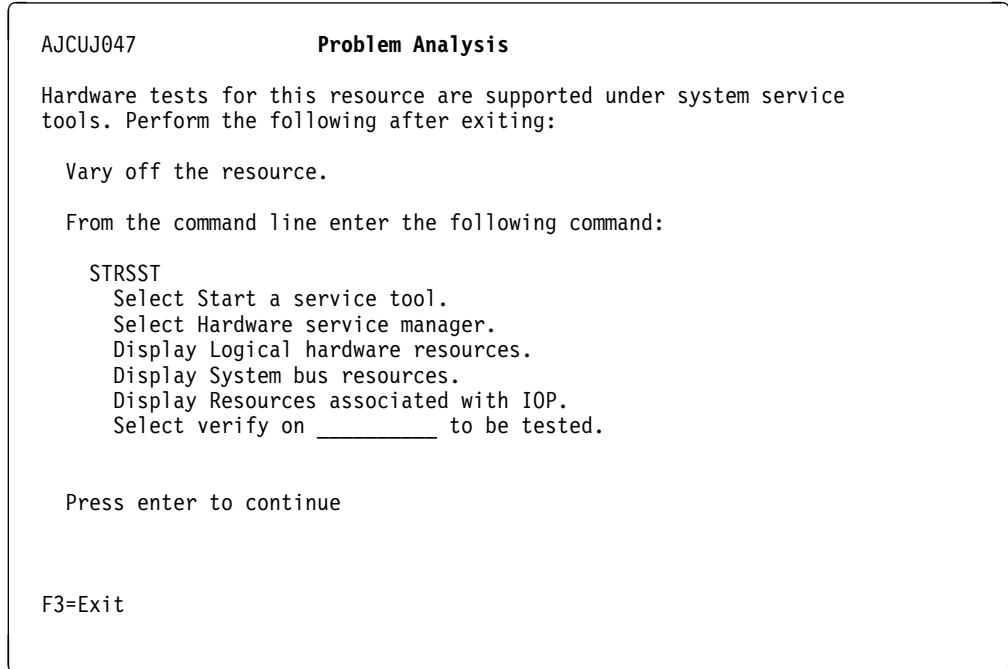 AJCUJ047 Problem Analysis
Hardware tests for this resource are supported under system service
tools. Perform the following after exiting:
Vary off the resource.
From the command line enter the following command:
STRSST
Select Start a service tool.
Select Hardware service manager.
Display Logical hardware resources.
Display System bus resources.
Display Resources associated with IOP.
Select verify on __________ to be tested.
Press enter to continue
F3=Exit